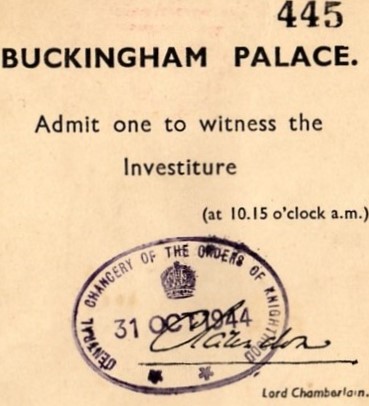 445
BUCKINGHAM PALACE.
Admit one to witness the
Investiture
(at 10.15 o'clock a.m.)
CENTRAL CHANCERY OF THE ORDERS OF KNIGHTHOOD
31 OCT 1944
Clarendon
Lord Chamberlain.